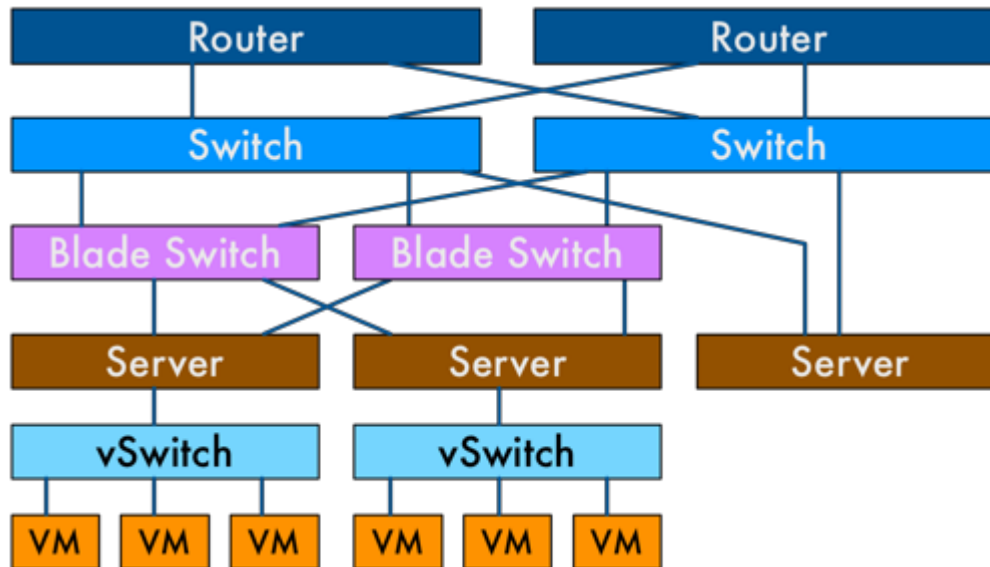 Router Router
Switch Switch
Blade Switch Blade Switch
Server Server Server
vSwitch vSwitch
VM VM VM VM VM VM